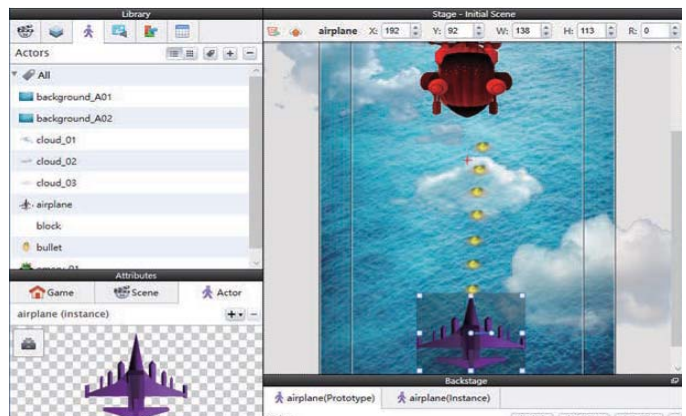 Library
Stage - Initial Scene
airplane X: 192 Y: 92 W: 138 H: 113 R: 0
Actors
All
background_A01
background_A02
cloud_01
cloud_02
cloud_03
airplane
block
bullet
Attributes
Game Scene Actor
airplane (instance)
Backstage
airplane(Prototype) airplane(Instance)